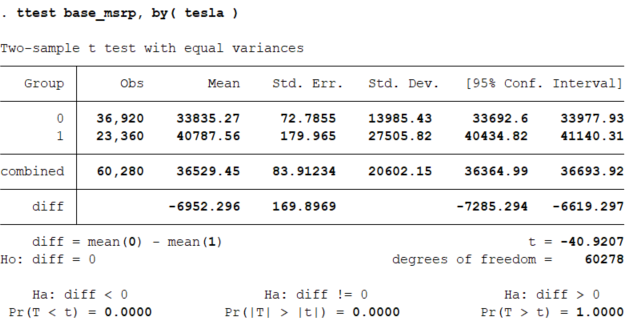 . ttest base_msrp, by( tesla )
Two-sample t test with equal variances
Group Obs Mean Std. Err. Std. Dev. [95% Conf. Interval]
0 36,920 33835.27 72.7855 13985.43 33692.6 33977.93
1 23,360 40787.56 179.965 27505.82 40434.82 41140.31
combined 60,280 36529.45 83.91234 20602.15 36364.99 36693.92
diff -6952.296 169.8969 -7285.294 -6619.297
diff = mean(0) - mean(1) t = -40.9207
Ho: diff = 0 degrees of freedom = 60278
Ha: diff < 0 Ha: diff != 0 Ha: diff > 0
Pr(T < t) = 0.0000 Pr(|T| > |t|) = 0.0000 Pr(T > t) = 1.0000